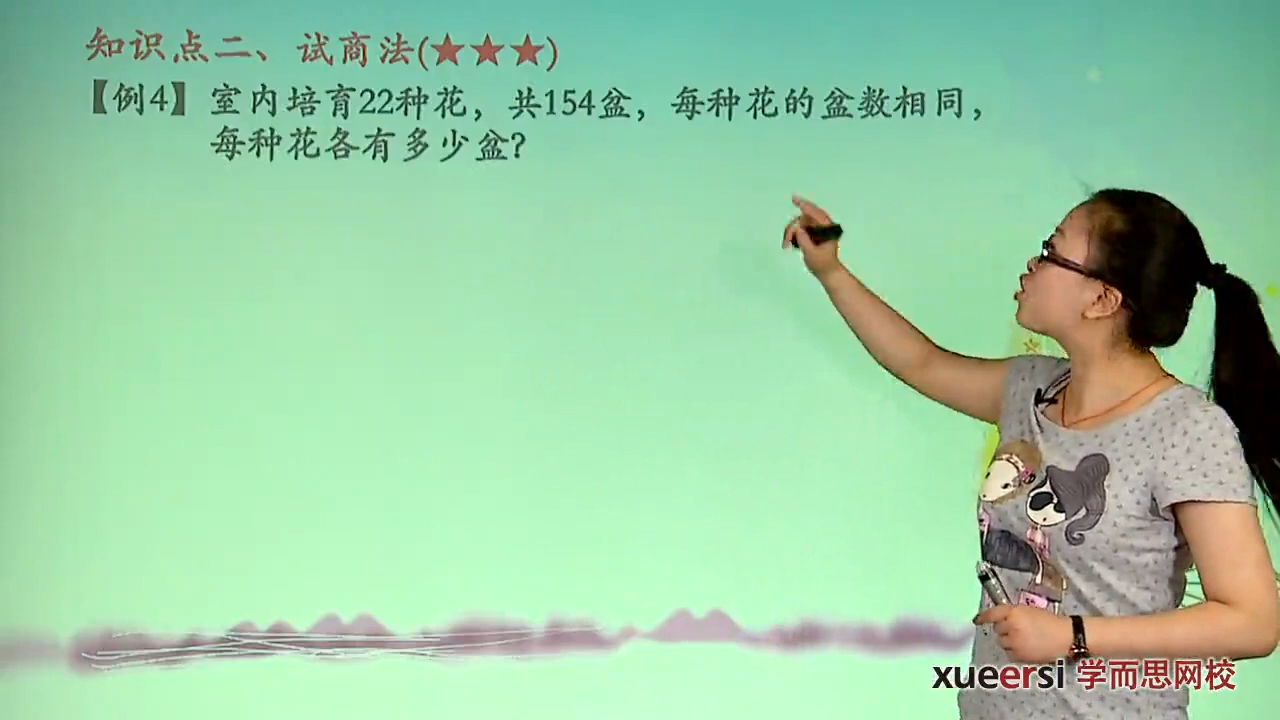 知识点二、试商法(★★★)
【例4】室内培育22种花，共154盆，每种花的盆数相同，
每种花各有多少盆?
xueersi 学而思网校